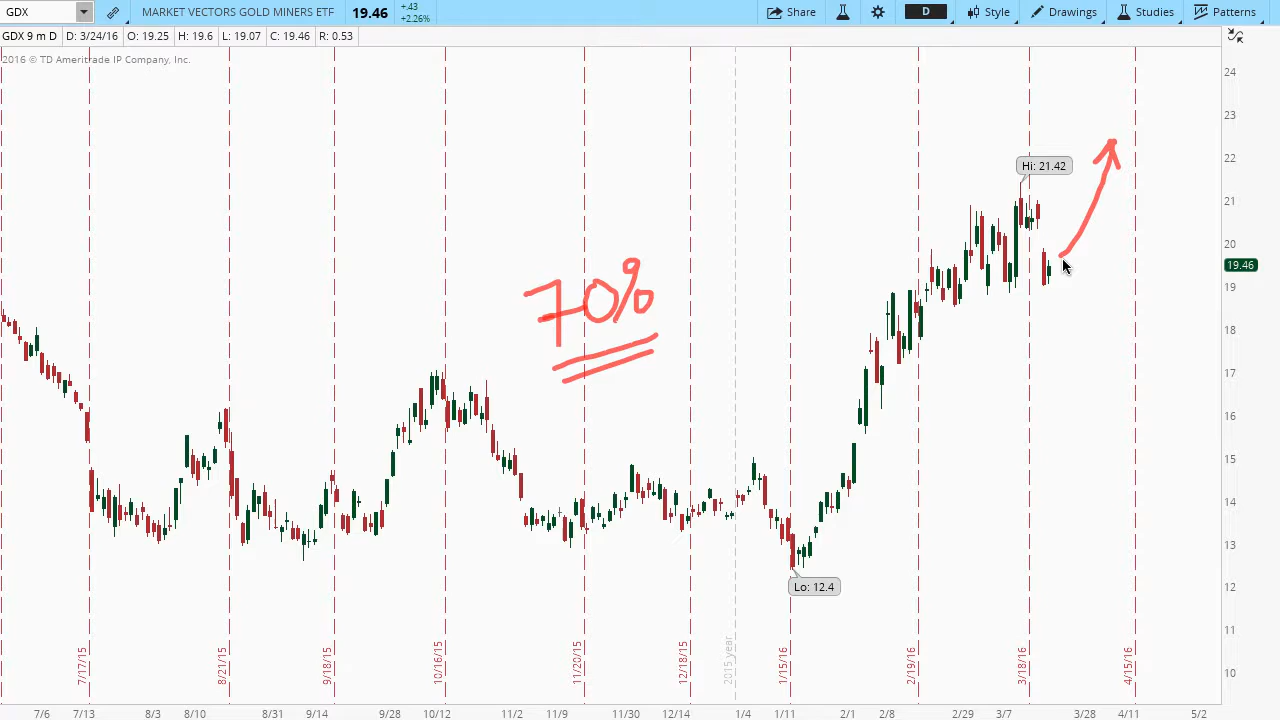 GDX MARKET VECTORS GOLD MINERS ETF 19.46 +.43 +2.26% Share D Style Drawings Studies Patterns
GDX 9 m D D: 3/24/16 O: 19.25 H: 19.6 L: 19.07 C: 19.46 R: 0.53
2016 © TD Ameritrade IP Company, Inc.
24
23
22
Hi: 21.42
21
20
19.46
19
70%
18
17
16
15
14
13
12
Lo: 12.4
11
10
7/17/15 8/21/15 9/18/15 10/16/15 11/20/15 12/18/15 2015 year 1/15/16 2/19/16 3/18/16 4/15/16
7/6 7/13 8/3 8/10 8/31 9/14 9/28 10/12 11/2 11/9 11/30 12/14 1/4 1/11 2/1 2/8 2/29 3/7 3/28 4/11 5/2